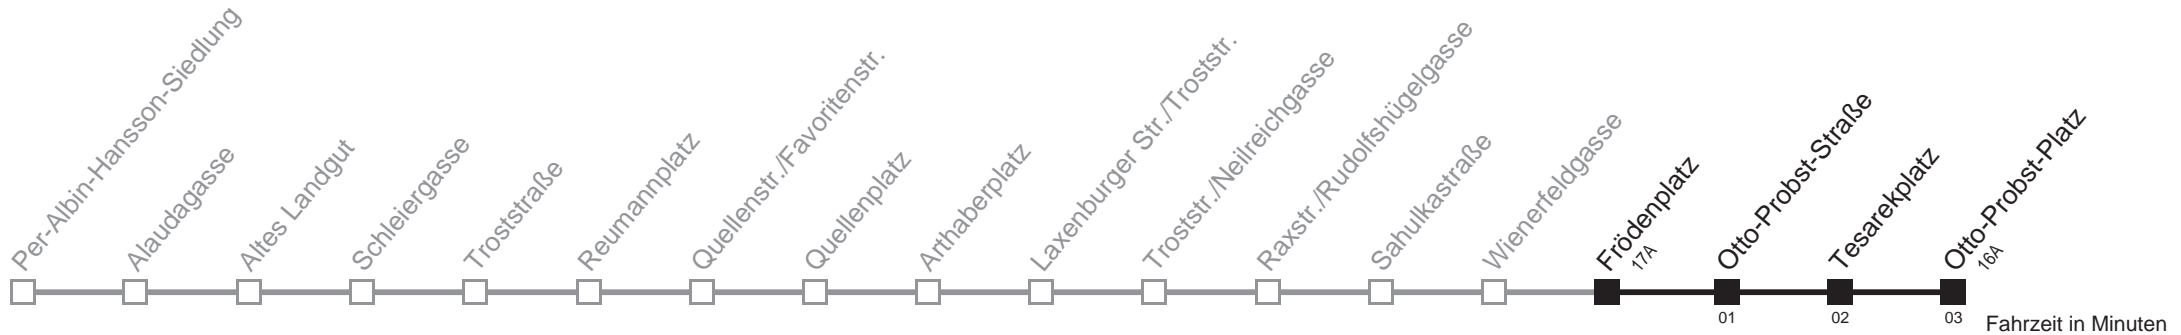 Per-Albin-Hansson-Siedlung
Alaudagasse
Altes Landgut
Schleiergasse
Troststraße
Reumannplatz
Quellenstr./Favoritenstr.
Quellenplatz
Arthaberplatz
Laxenburger Str./Troststr.
Troststr./Neilreichgasse
Raxstr./Rudolfshügelgasse
Sahulkastraße
Wienerfeldgasse
Frödenplatz
17A
Otto-Probst-Straße
Tesarekplatz
Otto-Probst-Platz
16A
01
02
03
Fahrzeit in Minuten